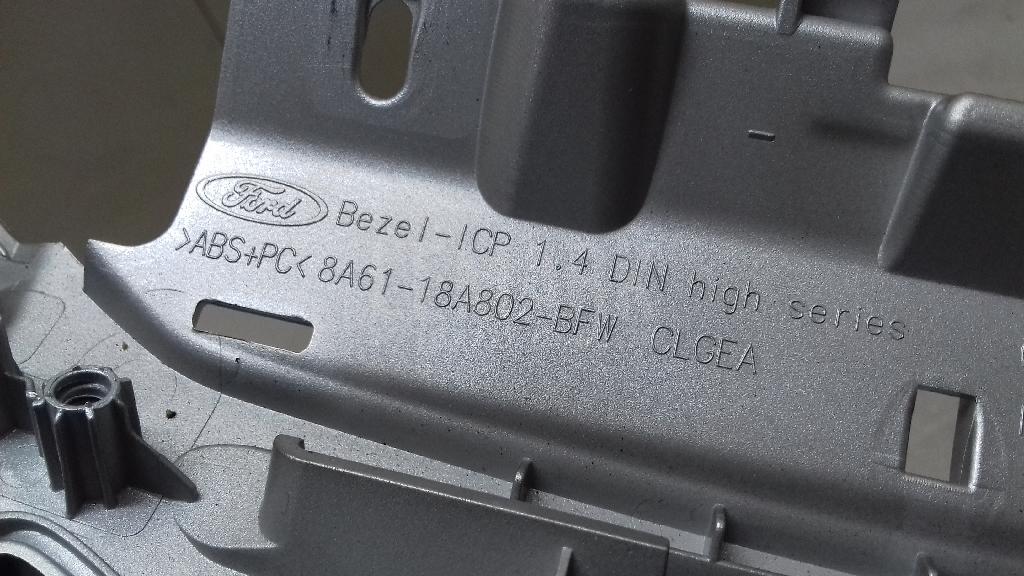 Ford Bezel-ICP 1.4 DIN high series
>ABS+PC< 8A61-18A802-BFW CLGEA